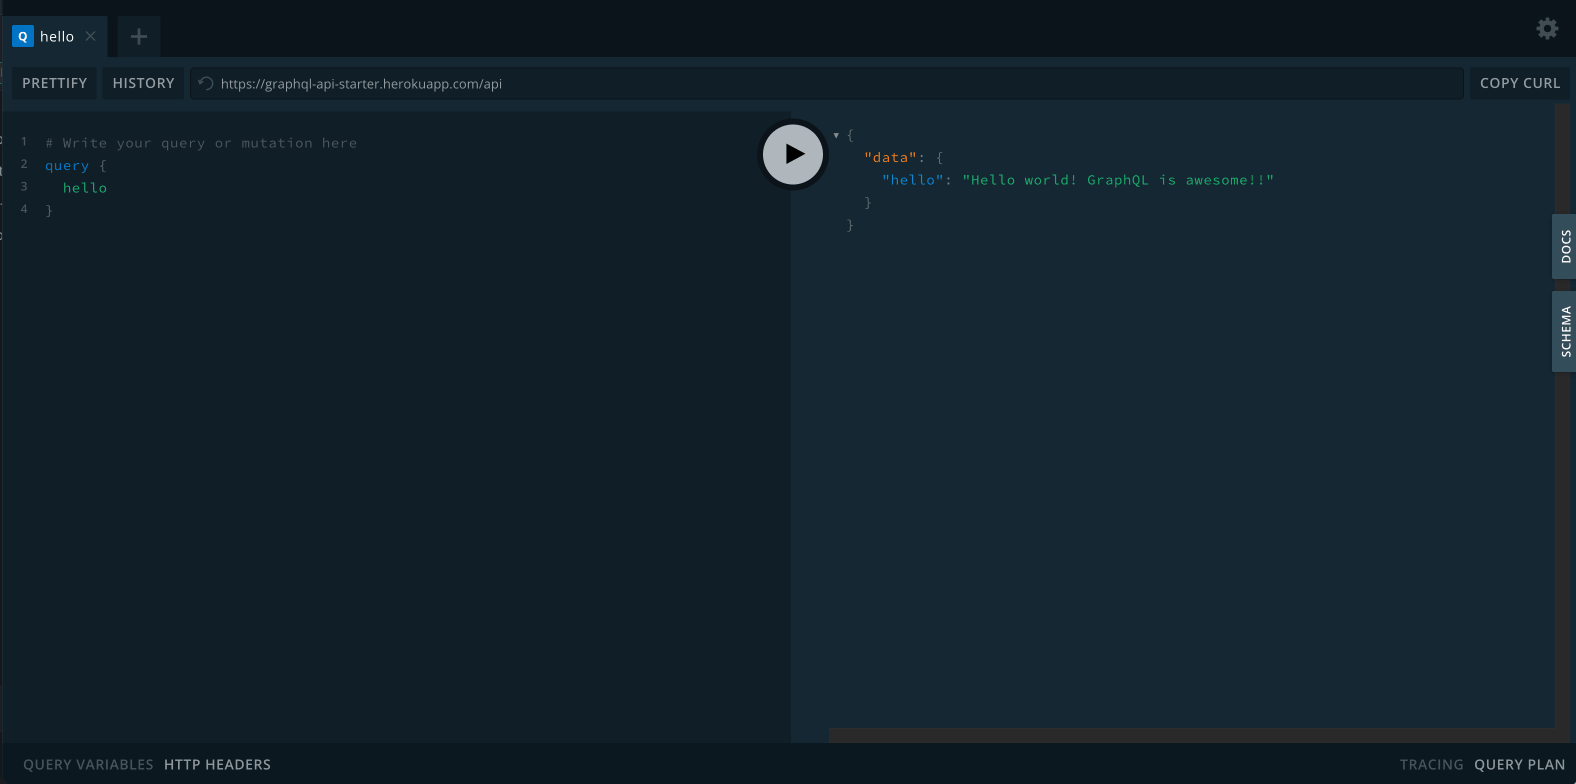 Q hello
PRETTIFY HISTORY https://graphql-api-starter.herokuapp.com/api COPY CURL
1 # Write your query or mutation here
2 query {
3 hello
4 }
{
"data": {
"hello": "Hello world! GraphQL is awesome!!"
}
}
DOCS
SCHEMA
QUERY VARIABLES HTTP HEADERS
TRACING QUERY PLAN